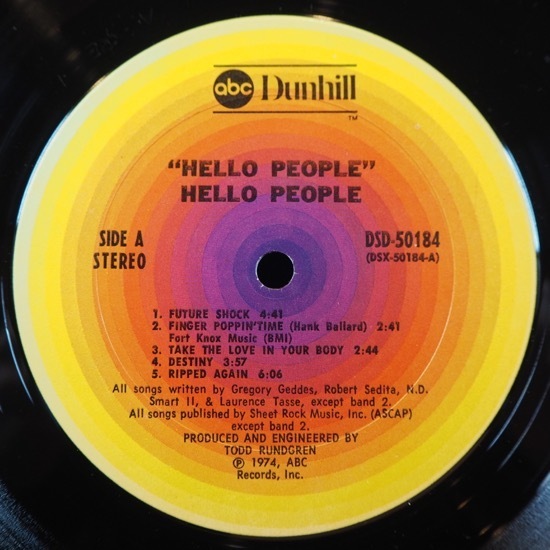 abc Dunhill
TM
"HELLO PEOPLE"
HELLO PEOPLE
SIDE A
STEREO
DSD-50184
(DSX-50184-A)
1. FUTURE SHOCK 4:41
2. FINGER POPPIN'TIME (Hank Ballard) 2:41
Fort Knox Music (BMI)
3. TAKE THE LOVE IN YOUR BODY 2:44
4. DESTINY 3:57
5. RIPPED AGAIN 6:06
All songs written by Gregory Geddes, Robert Sedita, N.D.
Smart II, & Laurence Tasse, except band 2.
All songs published by Sheet Rock Music, Inc. (ASCAP)
except band 2.
PRODUCED AND ENGINEERED BY
TODD RUNDGREN
Ⓟ 1974, ABC
Records, Inc.